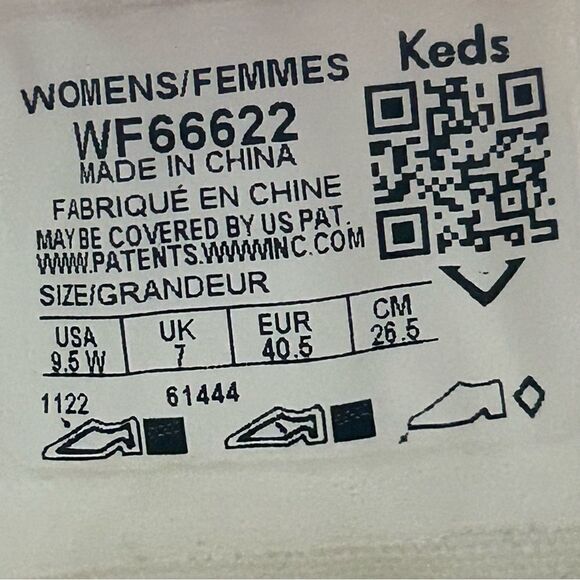 Keds
WOMENS/FEMMES
WF66622
MADE IN CHINA
FABRIQUÉ EN CHINE
MAY BE COVERED BY US PAT.
WWW.PATENTS.WWWINC.COM
SIZE/GRANDEUR
USA UK EUR CM
9.5 W 7 40.5 26.5
1122 61444